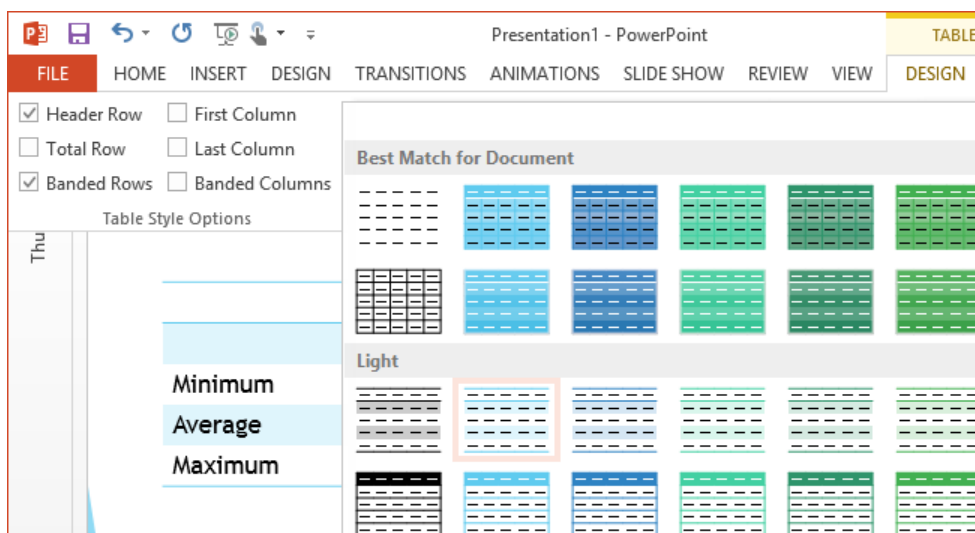 Presentation1 - PowerPoint
TABLE
FILE HOME INSERT DESIGN TRANSITIONS ANIMATIONS SLIDE SHOW REVIEW VIEW DESIGN
Header Row First Column
Total Row Last Column
Banded Rows Banded Columns
Table Style Options
Best Match for Document
Thu
Light
Minimum
Average
Maximum